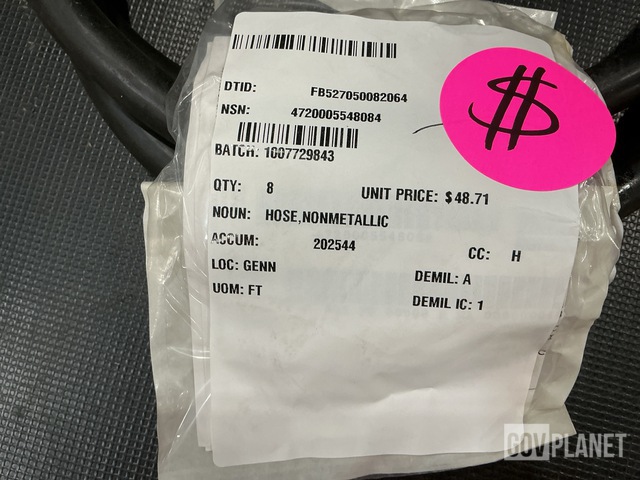 DTID: FB527050082064
NSN: 4720005548084
BATCH: 1007729843
QTY: 8 UNIT PRICE: $48.71
NOUN: HOSE,NONMETALLIC
ACCUM: 202544
CC: H
LOC: GENN
DEMIL: A
UOM: FT
DEMIL IC: 1
$
GOVPLANET